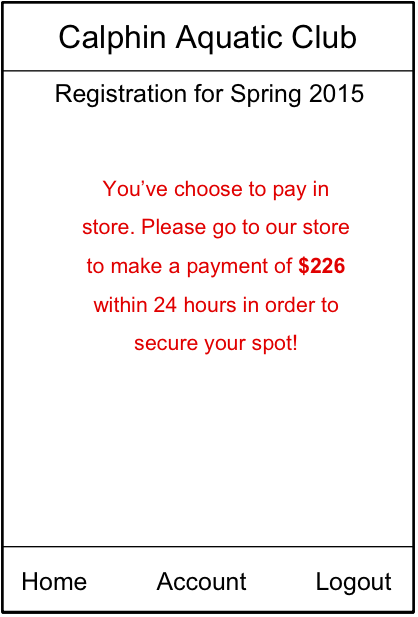 Calphin Aquatic Club
Registration for Spring 2015
You’ve choose to pay in
store. Please go to our store
to make a payment of $226
within 24 hours in order to
secure your spot!
Home Account Logout